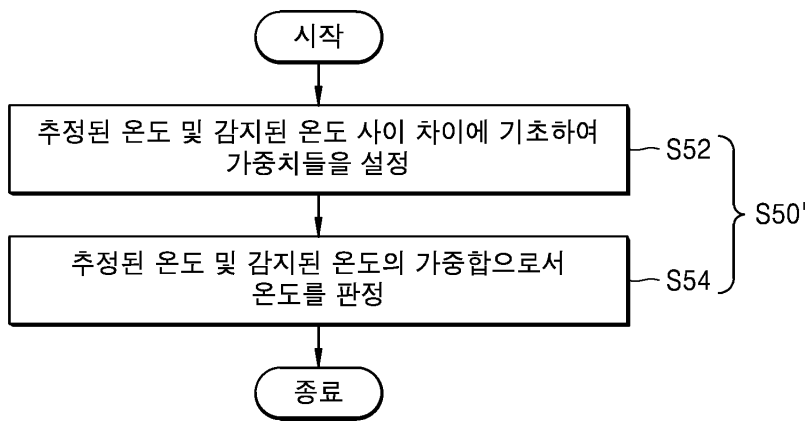 시작
추정된 온도 및 감지된 온도 사이 차이에 기초하여
가중치들을 설정
S52
S50'
추정된 온도 및 감지된 온도의 가중합으로서
온도를 판정
S54
종료